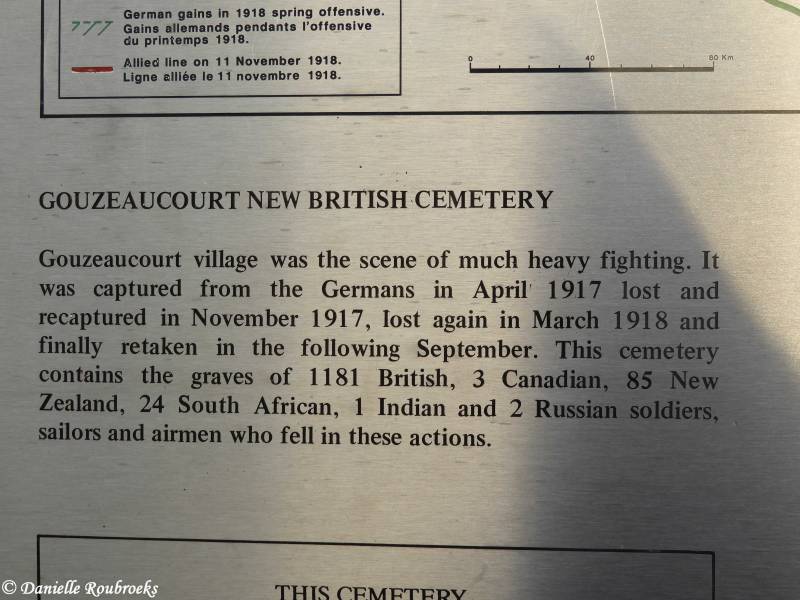 German gains in 1918 spring offensive.
Gains allemands pendants l'offensive
du printemps 1918.
Allied line on 11 November 1918.
Ligne alliée le 11 novembre 1918.
0 40 80 Km
GOUZEAUCOURT NEW BRITISH CEMETERY
Gouzeaucourt village was the scene of much heavy fighting. It
was captured from the Germans in April 1917 lost and
recaptured in November 1917, lost again in March 1918 and
finally retaken in the following September. This cemetery
contains the graves of 1181 British, 3 Canadian, 85 New
Zealand, 24 South African, 1 Indian and 2 Russian soldiers,
sailors and airmen who fell in these actions.
THIS CEMETERY
© Danielle Roubroeks